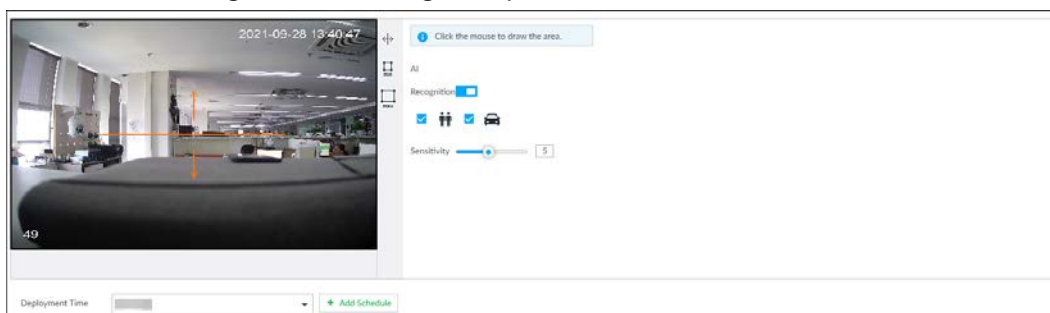 2021-09-28 13:40:47
Click the mouse to draw the area.
AI
Recognition
Sensitivity
5
49
Deployment Time
+ Add Schedule